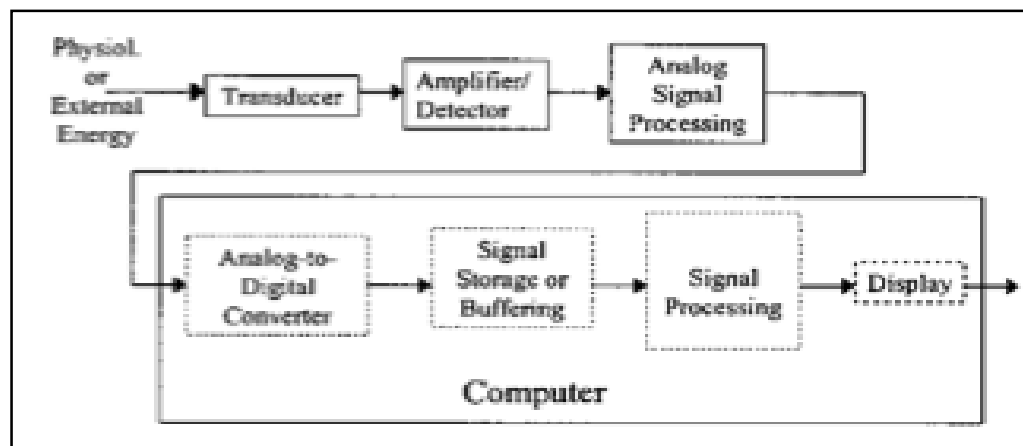 Physiol.
or
External
Energy
Transducer
Amplifier/
Detector
Analog
Signal
Processing
Analog-to-
Digital
Converter
Signal
Storage or
Buffering
Signal
Processing
Display
Computer